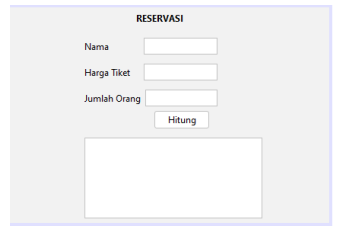 RESERVASI
Nama
Harga Tiket
Jumlah Orang
Hitung